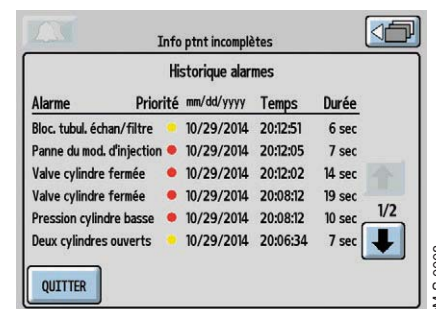 Info ptnt incomplètes
Historique alarmes
Alarme Priorité mm/dd/yyyy Temps Durée
Bloc. tubul. échan/filtre 10/29/2014 20:12:51 6 sec
Panne du mod. d'injection 10/29/2014 20:12:05 7 sec
Valve cylindre fermée 10/29/2014 20:12:02 14 sec
Valve cylindre fermée 10/29/2014 20:08:12 19 sec
Pression cylindre basse 10/29/2014 20:08:12 10 sec
Deux cylindres ouverts 10/29/2014 20:06:34 7 sec
1/2
QUITTER